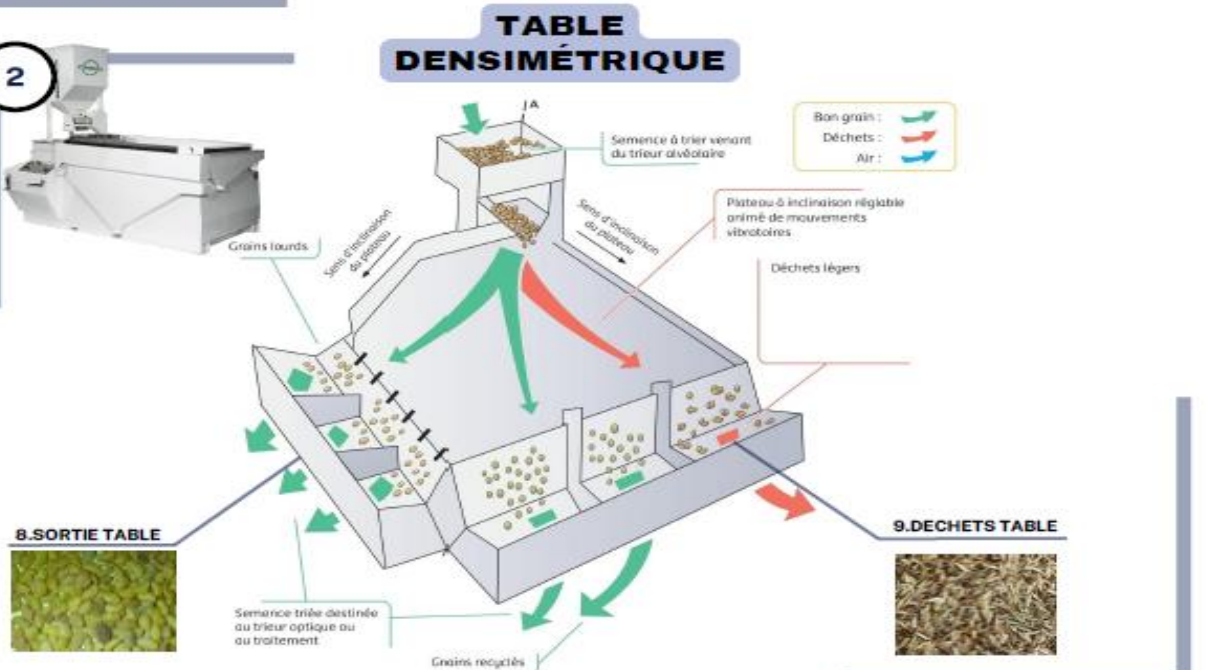 TABLE
DENSIMÉTRIQUE
2
A
Semence à trier venant
du trieur alvéolaire
Bon grain :
Déchets :
Air :
Plateau à inclinaison réglable
animé de mouvements
vibratoires
Sens d'inclinaison
du plateau
Sens d'inclinaison
du plateau
Grains lourds
Déchets légers
8.SORTIE TABLE
9.DECHETS TABLE
Semence triée destinée
au trieur optique ou
au traitement
Grains recyclés